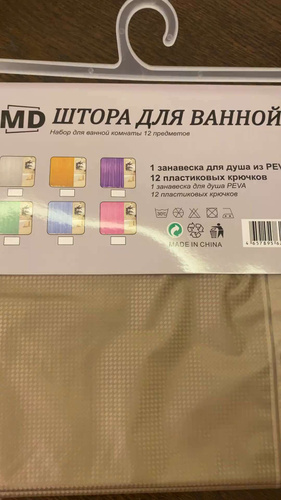 MD ШТОРА ДЛЯ ВАННОЙ
Набор для ванной комнаты 12 предметов
1 занавеска для душа из PEV
12 пластиковых крючков
1 занавеска для душа PEVA
12 пластиковых крючков
MADE IN CHINA